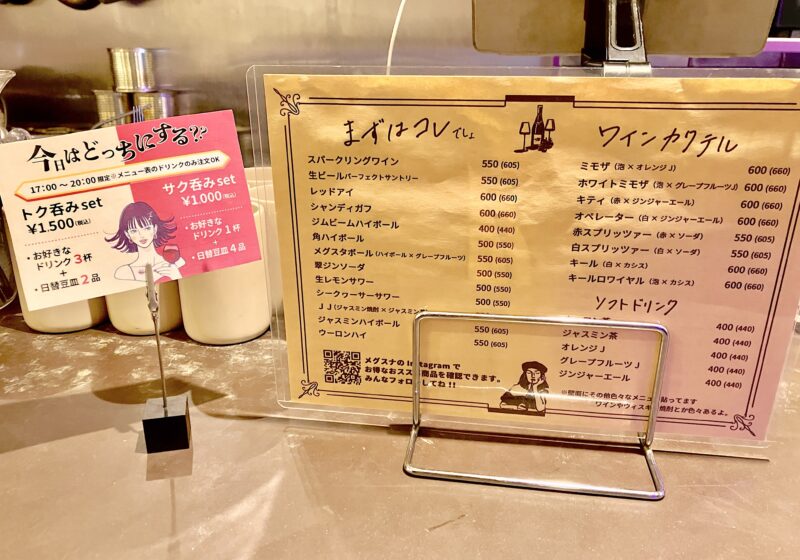 今日はどっちにする??
17:00 〜 20:00 限定※メニュー表のドリンクのみ注文OK
トク呑みset
¥1.500(税込)
・お好きな
ドリンク 3杯
+
・日替豆皿 2品
サク呑みset
¥1.000(税込)
・お好きな
ドリンク 1杯
+
・日替豆皿 4品
まずはコレでしょ
スパークリングワイン 550 (605)
生ビールパーフェクトサントリー 550 (605)
レッドアイ 600 (660)
シャンディガフ 600 (660)
ジムビームハイボール 400 (440)
角ハイボール 500 (550)
メグスタボール (ハイボール × グレープフルーツ) 550 (605)
翠ジンソーダ 500 (550)
生レモンサワー 500 (550)
シークヮーサーサワー 500 (550)
JJ (ジャスミン焼酎 × ジャスミン茶
ジャスミンハイボール 550 (605)
ウーロンハイ 550 (605)
メグスナの Instagram で
お得なおスス 商品を確認できます。
みんなフォロ してね !!
ワインカクテル
ミモザ (泡 × オレンジJ) 600 (660)
ホワイトミモザ (泡 × グレープフルーツJ) 600 (660)
キティ (赤 × ジンジャーエール) 600 (660)
オペレーター (白 × ジンジャーエール) 600 (660)
赤スプリッツァー (赤 × ソーダ) 550 (605)
白スプリッツァー (白 × ソーダ) 550 (605)
キール (白 × カシス) 600 (660)
キールロワイヤル (泡 × カシス) 600 (660)
ソフトドリンク
ン茶 400 (440)
ジャスミン茶 400 (440)
オレンジJ 400 (440)
グレープフルーツJ 400 (440)
ジンジャーエール 400 (440)
※壁面にその他色々なメニュ 貼ってます
ワインやウィスキ 焼酎とか色々あるよ。